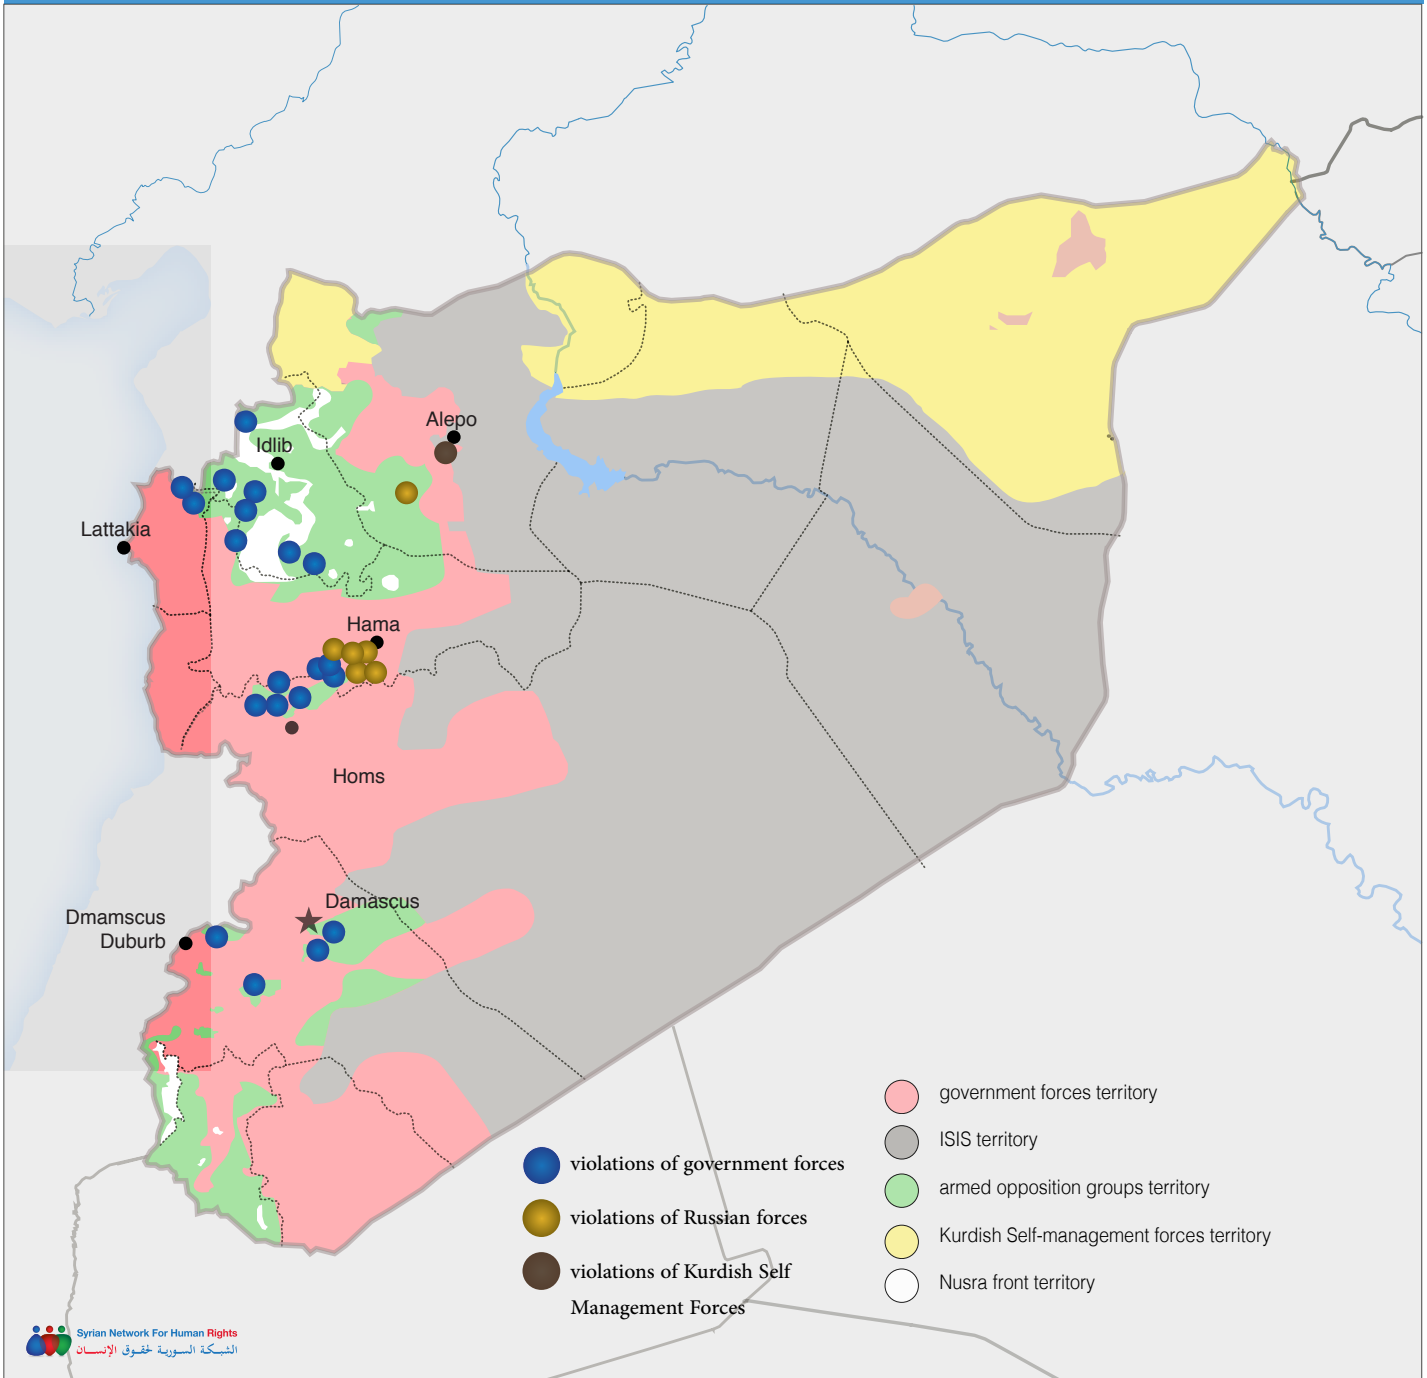 Alepo
Idlib
Lattakia
Hama
Homs
Damascus
Dmamscus
Duburb
government forces territory
ISIS territory
armed opposition groups territory
Kurdish Self-management forces territory
Nusra front territory
violations of government forces
violations of Russian forces
violations of Kurdish Self
Management Forces
Syrian Network For Human Rights
الشبكة السورية لحقوق الإنسان